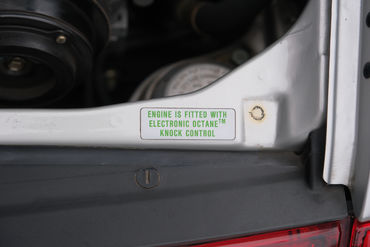 ENGINE IS FITTED WITH
ELECTRONIC OCTANE™
KNOCK CONTROL